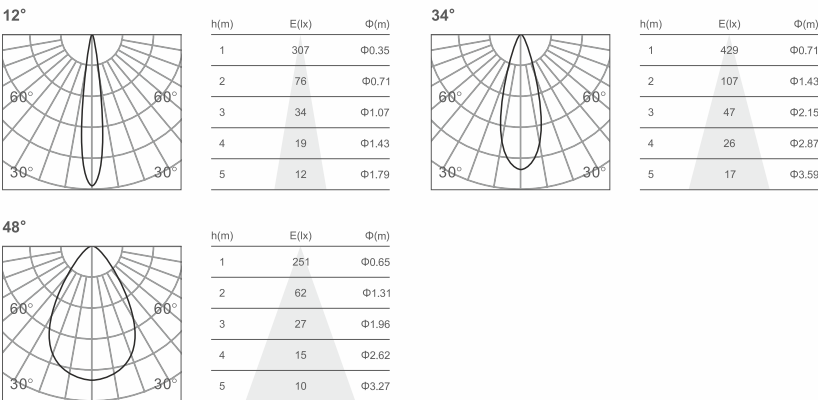 12°
60° 60°
30° 30°
h(m) E(lx) Φ(m)
1 307 Φ0.35
2 76 Φ0.71
3 34 Φ1.07
4 19 Φ1.43
5 12 Φ1.79
34°
60° 60°
30° 30°
h(m) E(lx) Φ(m)
1 429 Φ0.71
2 107 Φ1.43
3 47 Φ2.15
4 26 Φ2.87
5 17 Φ3.59
48°
60° 60°
30° 30°
h(m) E(lx) Φ(m)
1 251 Φ0.65
2 62 Φ1.31
3 27 Φ1.96
4 15 Φ2.62
5 10 Φ3.27